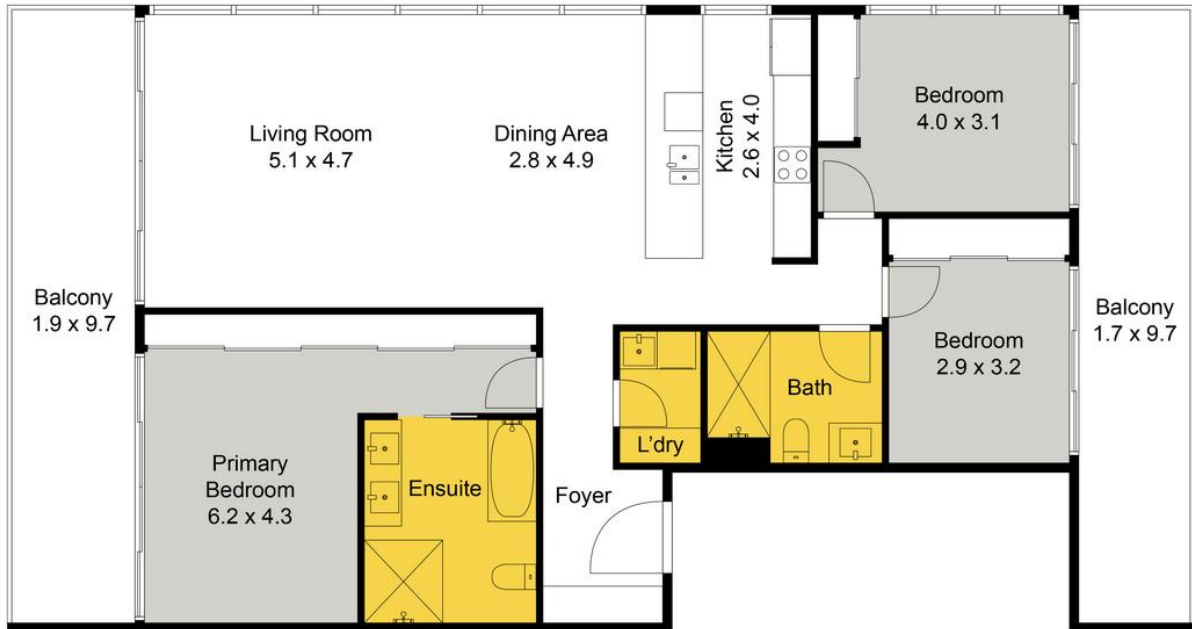 Living Room
5.1 x 4.7
Dining Area
2.8 x 4.9
Kitchen
2.6 x 4.0
Bedroom
4.0 x 3.1
Balcony
1.9 x 9.7
Balcony
1.7 x 9.7
Bedroom
2.9 x 3.2
Bath
L'dry
Primary
Bedroom
6.2 x 4.3
Ensuite
Foyer